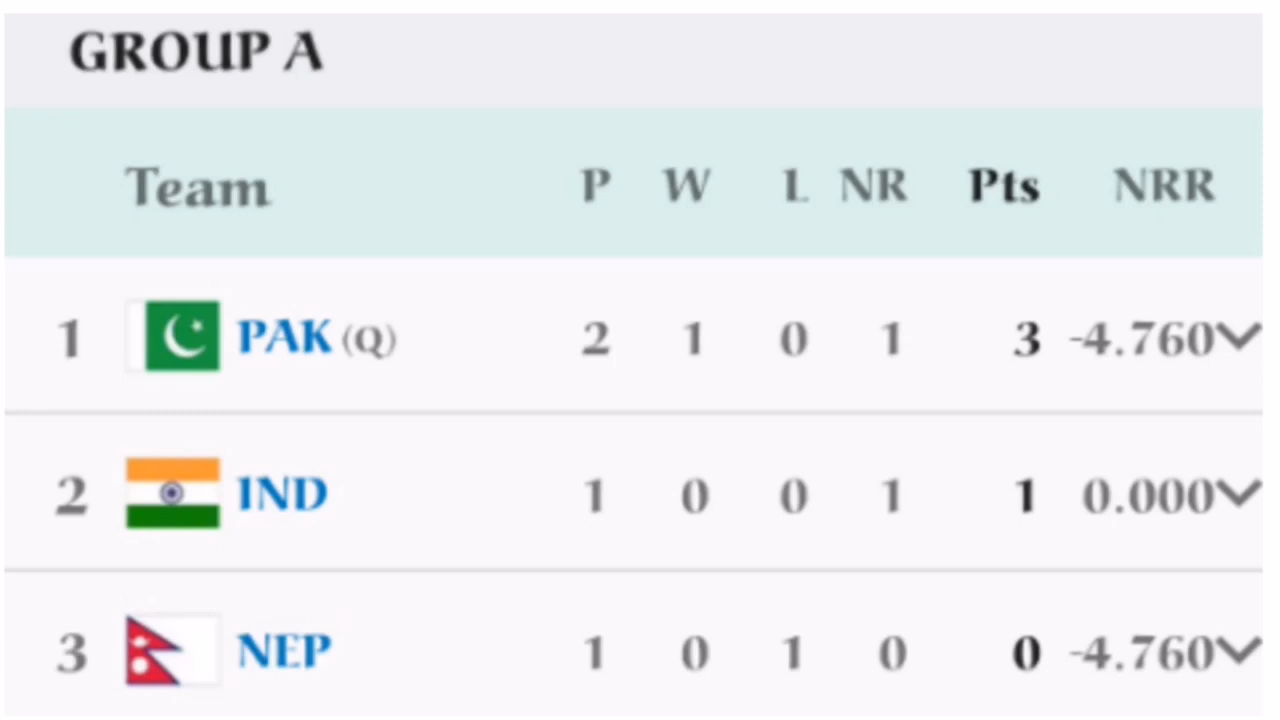 GROUP A
Team P W L NR Pts NRR
1 PAK (Q) 2 1 0 1 3 -4.760
2 IND 1 0 0 1 1 0.000
3 NEP 1 0 1 0 0 -4.760